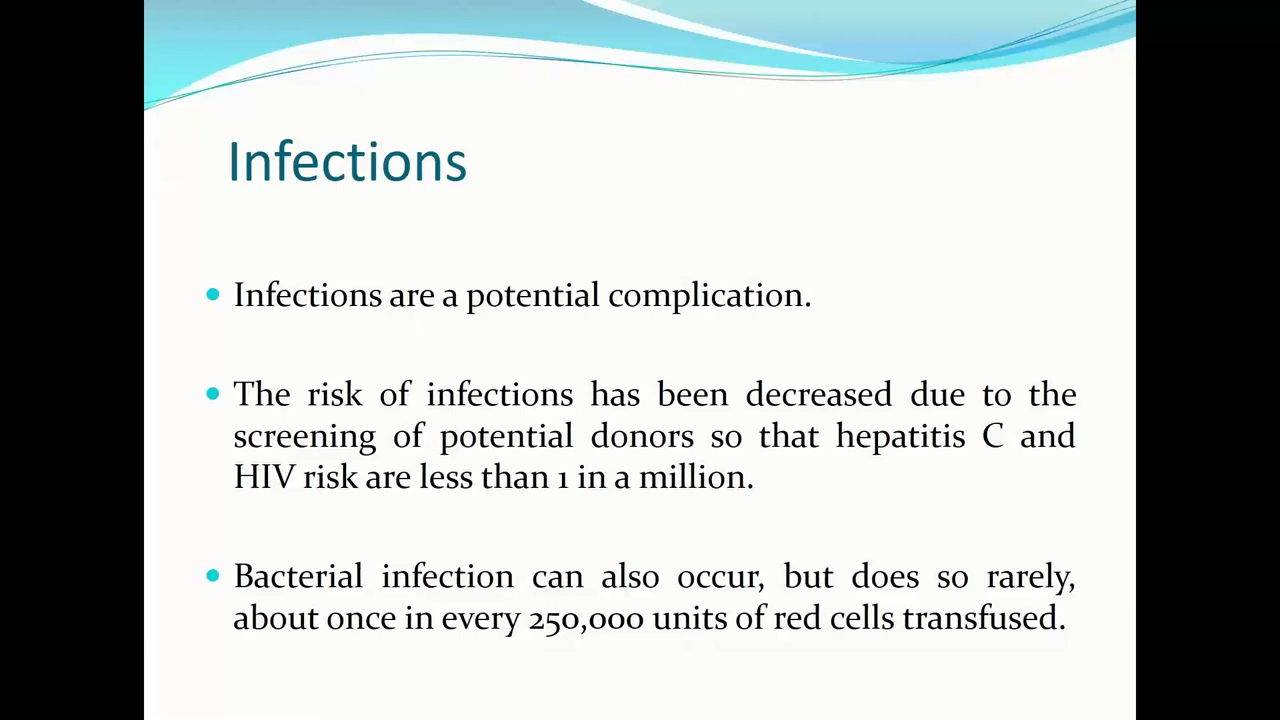 Infections
• Infections are a potential complication.
• The risk of infections has been decreased due to the
screening of potential donors so that hepatitis C and
HIV risk are less than 1 in a million.
• Bacterial infection can also occur, but does so rarely,
about once in every 250,000 units of red cells transfused.